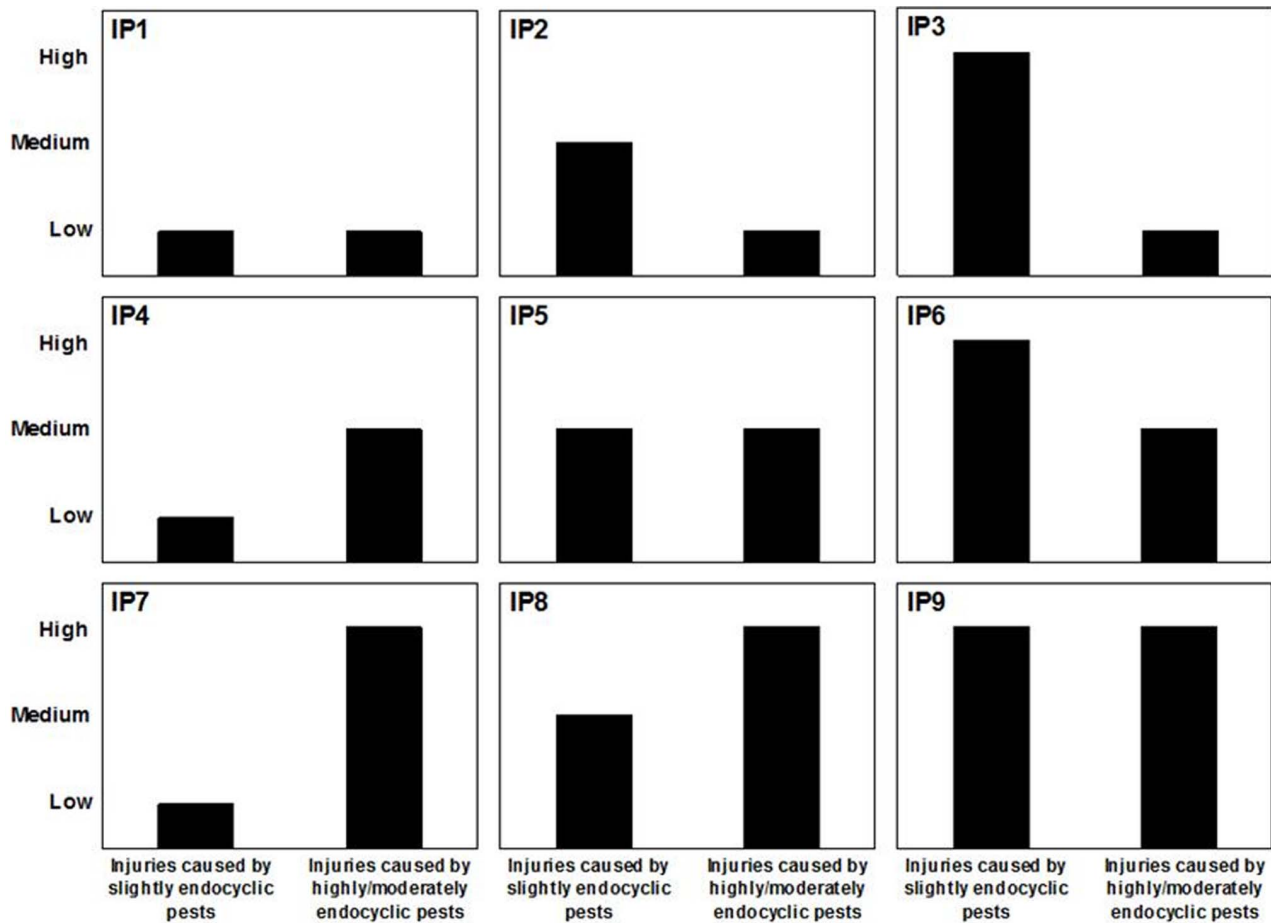 IP1
IP2
IP3
High
Medium
Low
IP4
IP5
IP6
High
Medium
Low
IP7
IP8
IP9
High
Medium
Low
Injuries caused by
slightly endocyclic
pests
Injuries caused by
highly/moderately
endocyclic pests
Injuries caused by
slightly endocyclic
pests
Injuries caused by
highly/moderately
endocyclic pests
Injuries caused by
slightly endocyclic
pests
Injuries caused by
highly/moderately
endocyclic pests